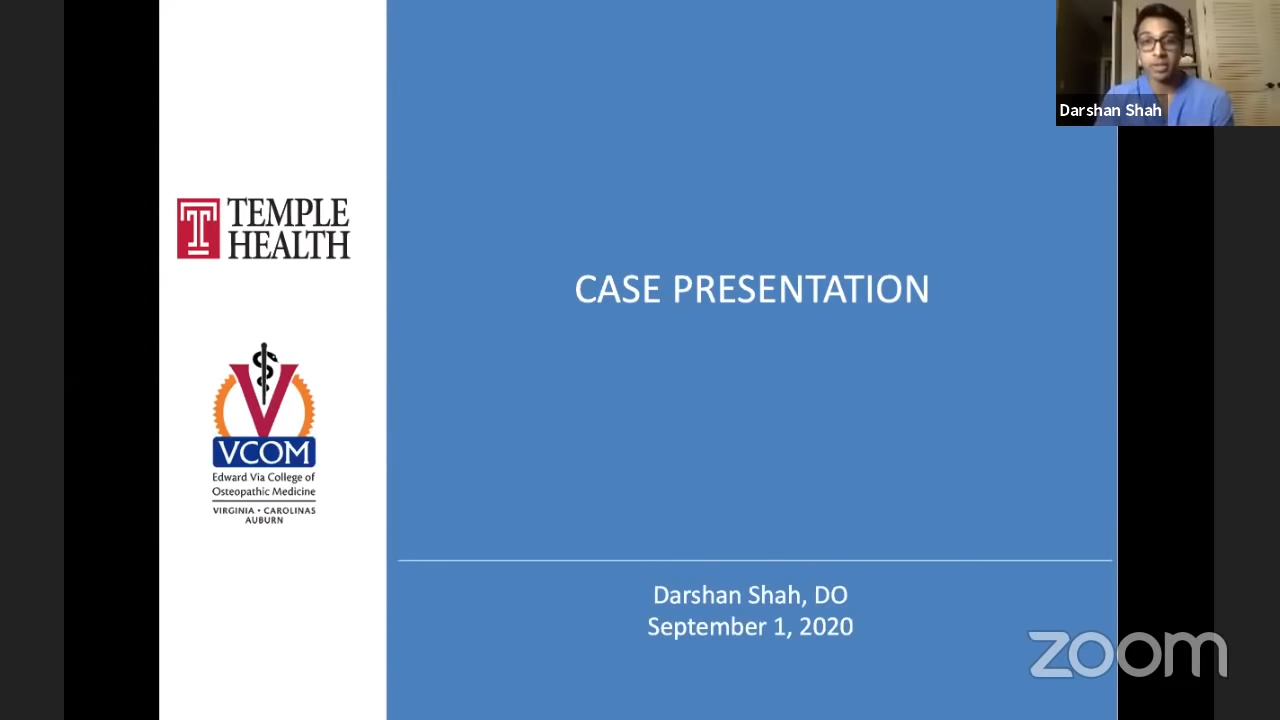 Darshan Shah
TEMPLE
HEALTH
CASE PRESENTATION
VCOM
Edward Via College of
Osteopathic Medicine
VIRGINIA • CAROLINAS
AUBURN
Darshan Shah, DO
September 1, 2020
zoom